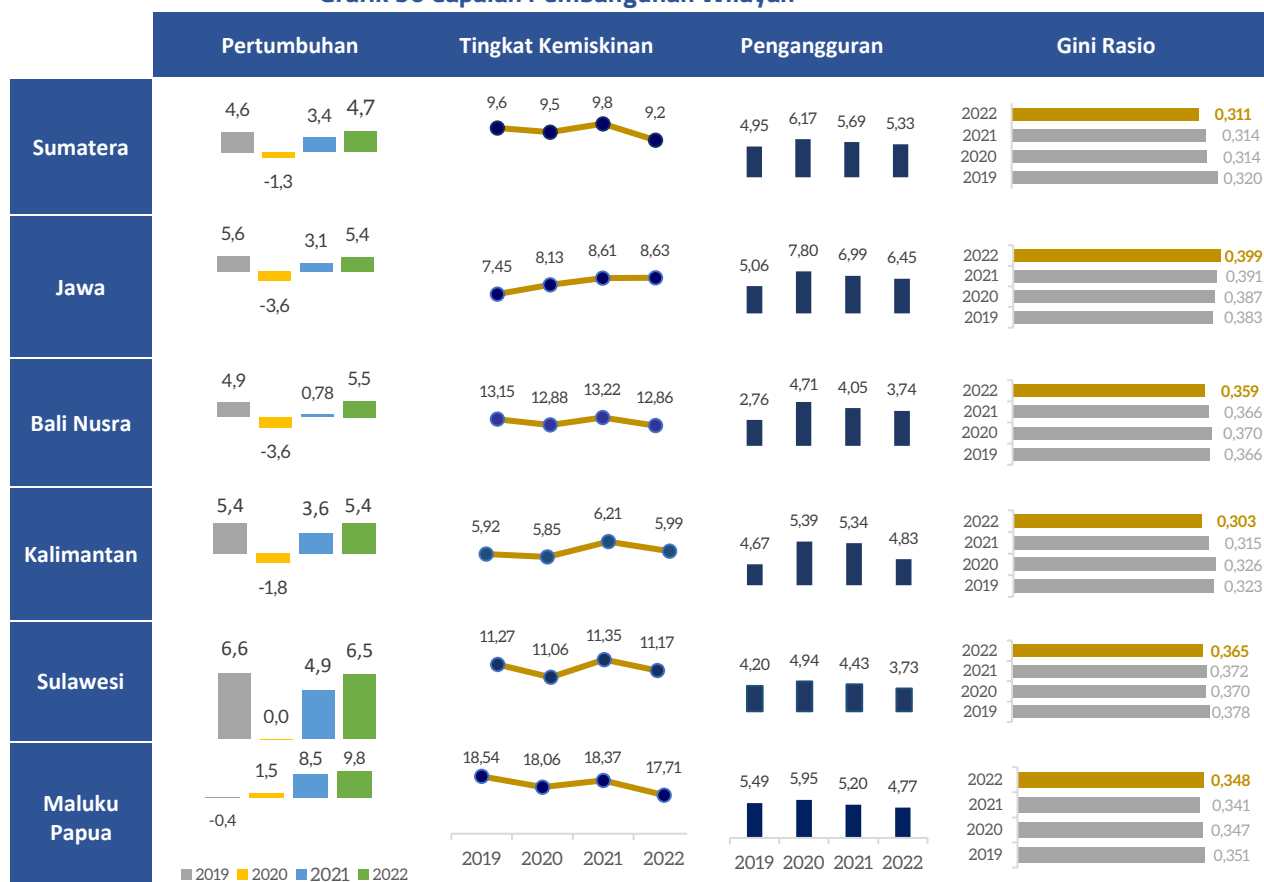 Grafik 36 Capaian Pembangunan Wilayah
Pertumbuhan Tingkat Kemiskinan Pengangguran Gini Rasio
Sumatera
4,6 -1,3 3,4 4,7
9,6 9,5 9,8 9,2
4,95 6,17 5,69 5,33
2022 0,311
2021 0,314
2020 0,314
2019 0,320
Jawa
5,6 -3,6 3,1 5,4
7,45 8,13 8,61 8,63
5,06 7,80 6,99 6,45
2022 0,399
2021 0,391
2020 0,387
2019 0,383
Bali Nusra
4,9 -3,6 0,78 5,5
13,15 12,88 13,22 12,86
2,76 4,71 4,05 3,74
2022 0,359
2021 0,366
2020 0,370
2019 0,366
Kalimantan
5,4 -1,8 3,6 5,4
5,92 5,85 6,21 5,99
4,67 5,39 5,34 4,83
2022 0,303
2021 0,315
2020 0,326
2019 0,323
Sulawesi
6,6 0,0 4,9 6,5
11,27 11,06 11,35 11,17
4,20 4,94 4,43 3,73
2022 0,365
2021 0,372
2020 0,370
2019 0,378
Maluku
Papua
-0,4 1,5 8,5 9,8
18,54 18,06 18,37 17,71
5,49 5,95 5,20 4,77
2022 0,348
2021 0,341
2020 0,347
2019 0,351
2019 2020 2021 2022
2019 2020 2021 2022
2019 2020 2021 2022